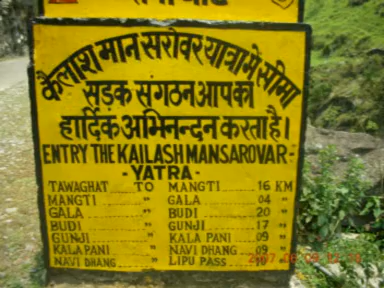 कैलाश मान सरोवर यात्रा मे सीमा
सड़क संगठन आपका
हार्दिक अभिनन्दन करता है।
ENTRY THE KAILASH MANSAROVAR-
-YATRA-
TAWAGHAT TO MANGTI 16 KM
MANGTI " GALA 04 "
GALA " BUDI 20 "
BUDI " GUNJI 17 "
GUNJI " KALA PANI 09 "
KALA PANI " NAVI DHANG 09 "
NAVI DHANG " LIPU PASS